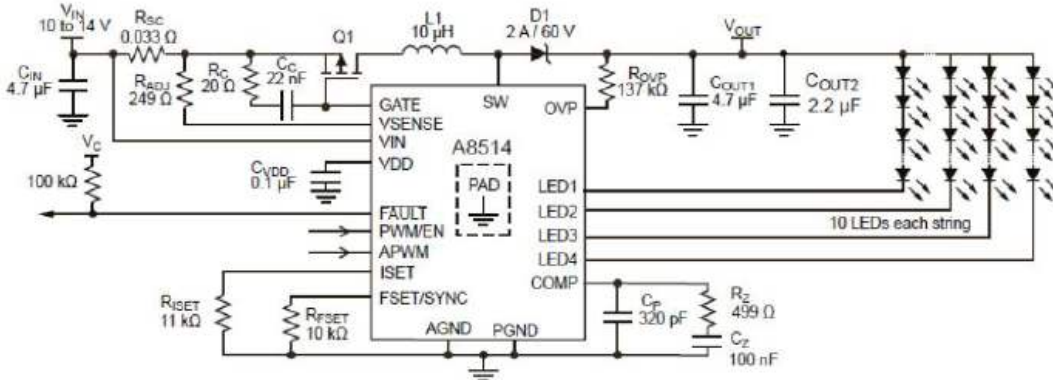 VIN
10 to 14 V
RSC
0.033 Ω
L1
10 µH
D1
2 A / 60 V
VOUT
Q1
CIN
4.7 µF
RADJ
249 Ω
RC
20 Ω
CC
22 nF
ROVP
137 kΩ
COUT1
4.7 µF
COUT2
2.2 µF
GATE
VSENSE
VIN
VDD
SW
OVP
A8514
PAD
CVDD
0.1 µF
VC
100 kΩ
FAULT
PWM/EN
APWM
ISET
FSET/SYNC
AGND
PGND
LED1
LED2
LED3
LED4
COMP
10 LEDs each string
RISET
11 kΩ
RFSET
10 kΩ
CP
320 pF
RZ
499 Ω
CZ
100 nF